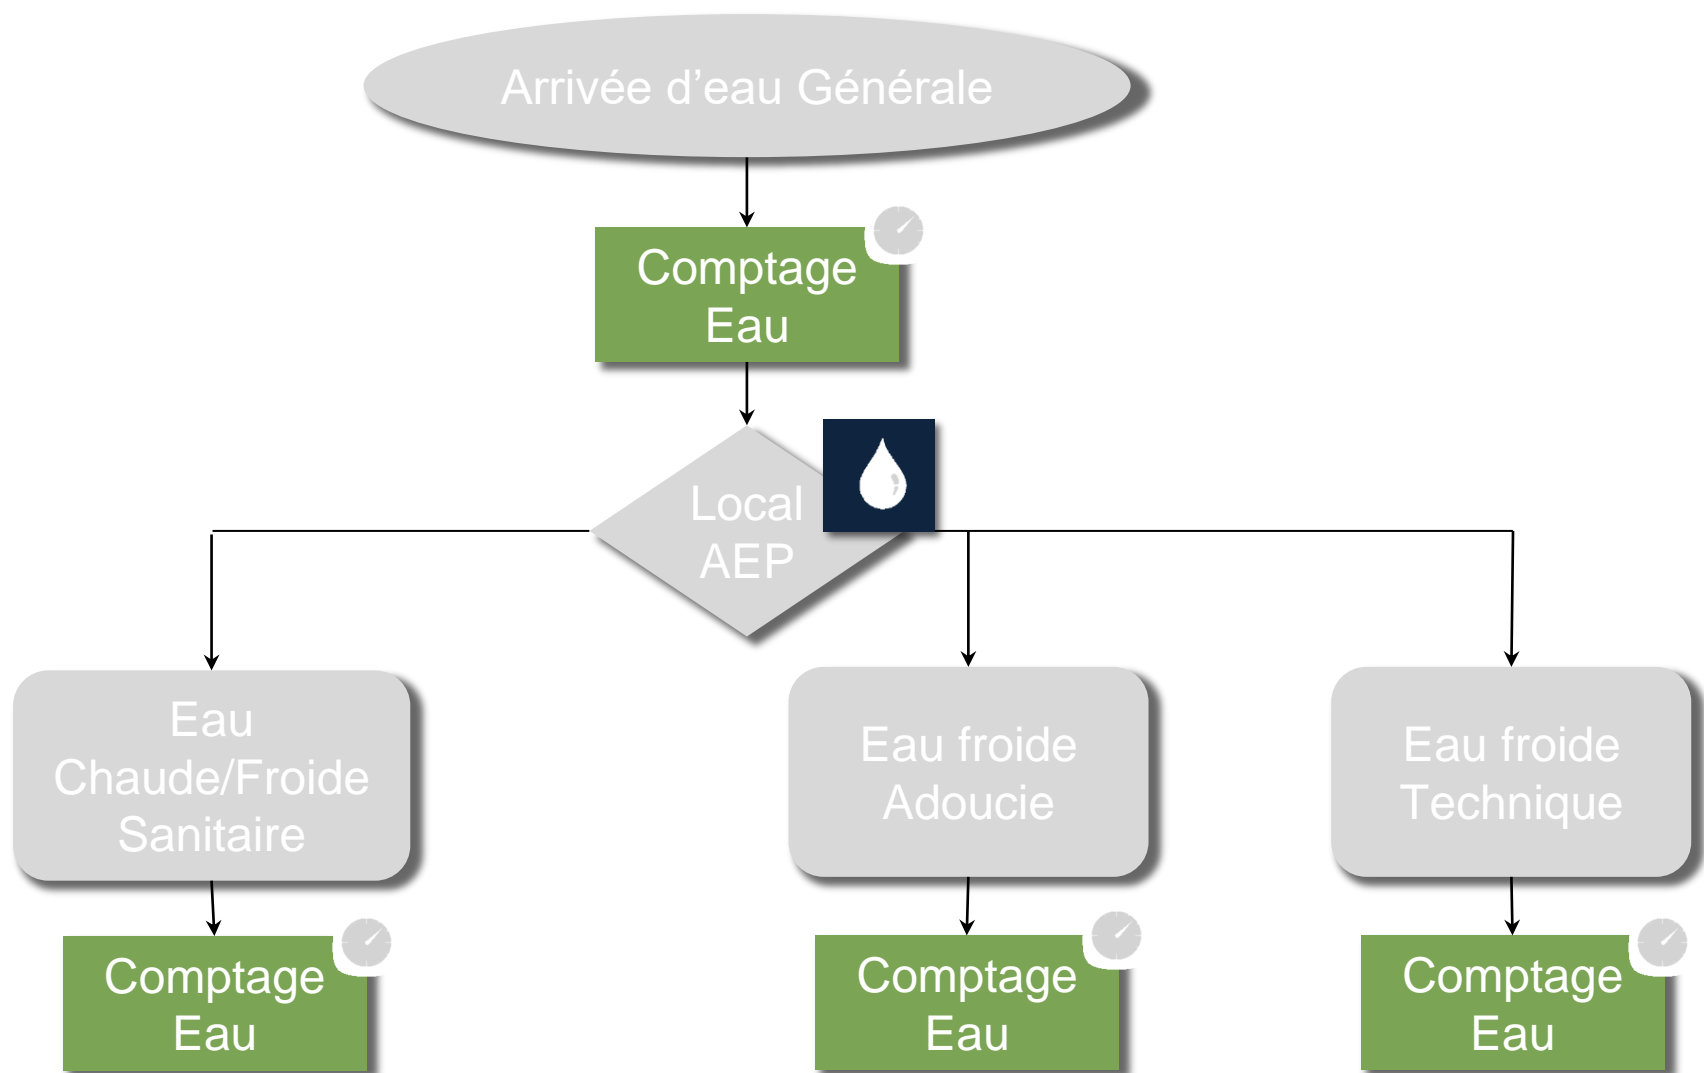 Arrivée d’eau Générale
Comptage
Eau
Local
AEP
Eau
Chaude/Froide
Sanitaire
Eau froide
Adoucie
Eau froide
Technique
Comptage
Eau
Comptage
Eau
Comptage
Eau